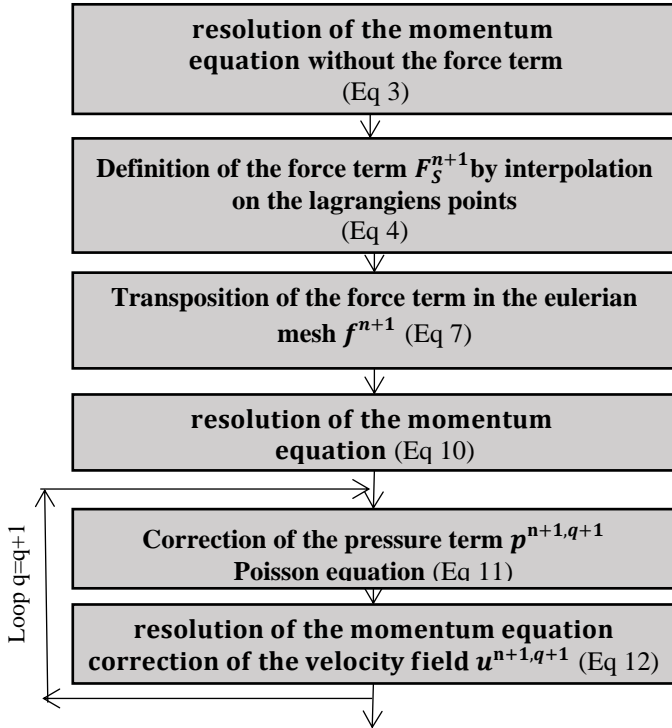 resolution of the momentum
equation without the force term
(Eq 3)
Definition of the force term F_S^{n+1} by interpolation
on the lagrangiens points
(Eq 4)
Transposition of the force term in the eulerian
mesh f^{n+1} (Eq 7)
resolution of the momentum
equation (Eq 10)
Loop q=q+1
Correction of the pressure term p^{n+1,q+1}
Poisson equation (Eq 11)
resolution of the momentum equation
correction of the velocity field u^{n+1,q+1} (Eq 12)